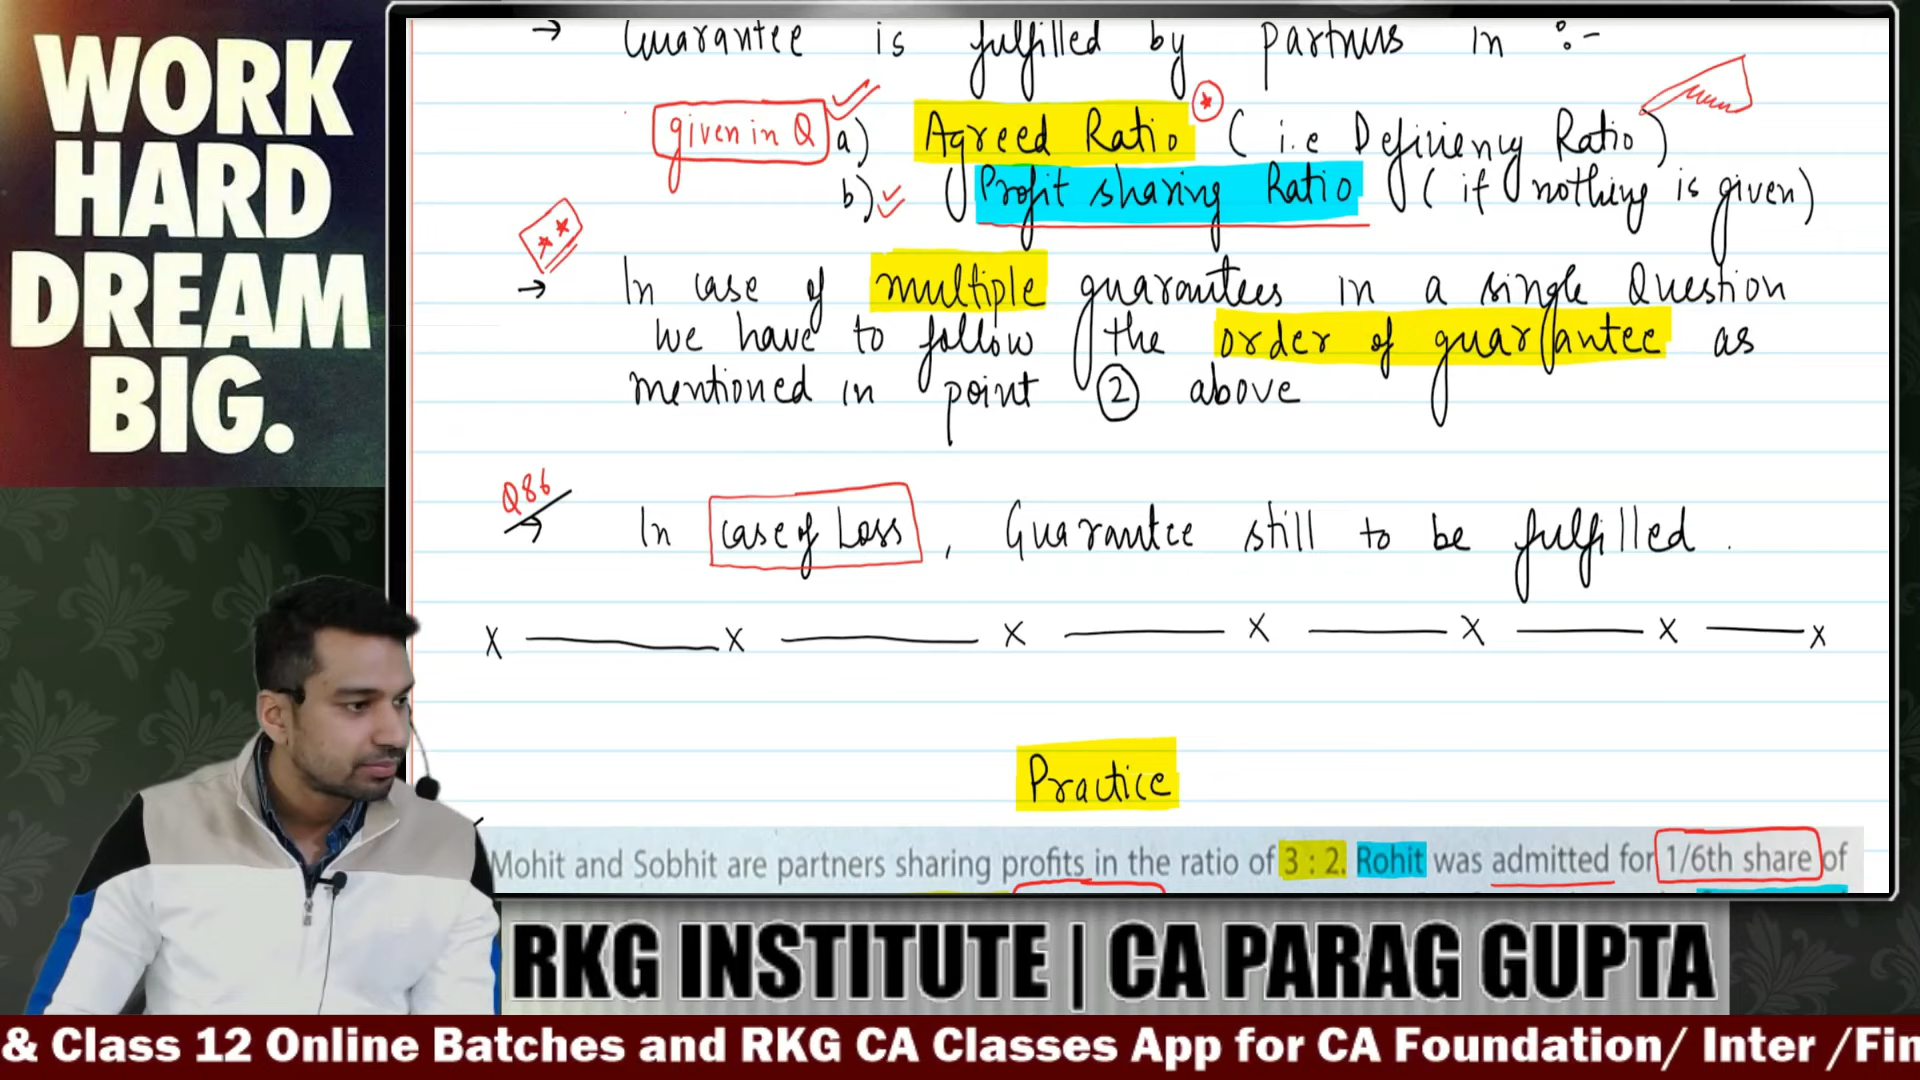 WORK
HARD
DREAM
BIG.
→ Guarantee is fulfilled by partners in :-
given in Q a) Agreed Ratio (i.e Deficiency Ratio)
b) Profit sharing Ratio (if nothing is given)
→ In case of multiple guarantees in a single Question
we have to follow the order of guarantee as
mentioned in point ② above
Q86
→ In case of Loss, Guarantee still to be fulfilled.
x — x — x — x — x — x — x
Practice
Mohit and Sobhit are partners sharing profits in the ratio of 3 : 2. Rohit was admitted for 1/6th share of
RKG INSTITUTE | CA PARAG GUPTA
& Class 12 Online Batches and RKG CA Classes App for CA Foundation/ Inter /Fin